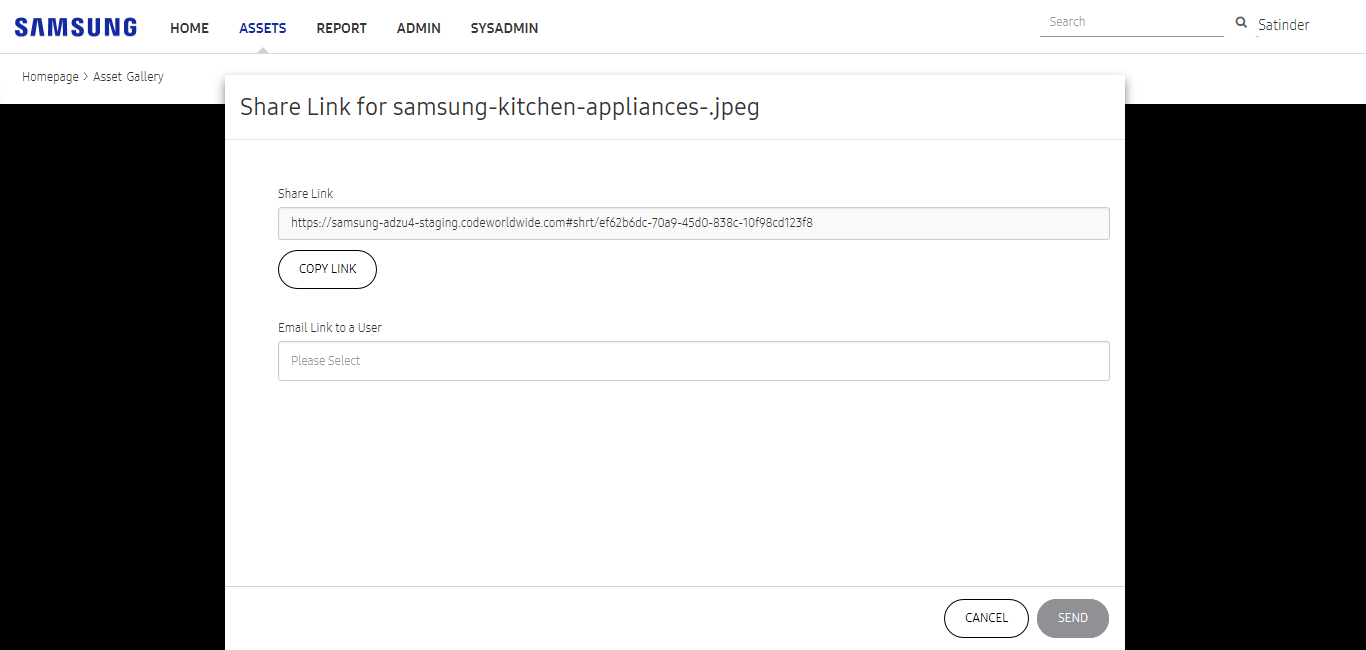 SAMSUNG HOME ASSETS REPORT ADMIN SYSADMIN Search Satinder
Homepage > Asset Gallery
Share Link for samsung-kitchen-appliances-.jpeg
Share Link
https://samsung-adzu4-staging.codeworldwide.com#shrt/ef62b6dc-70a9-45d0-838c-10f98cd123f8
COPY LINK
Email Link to a User
Please Select
CANCEL SEND